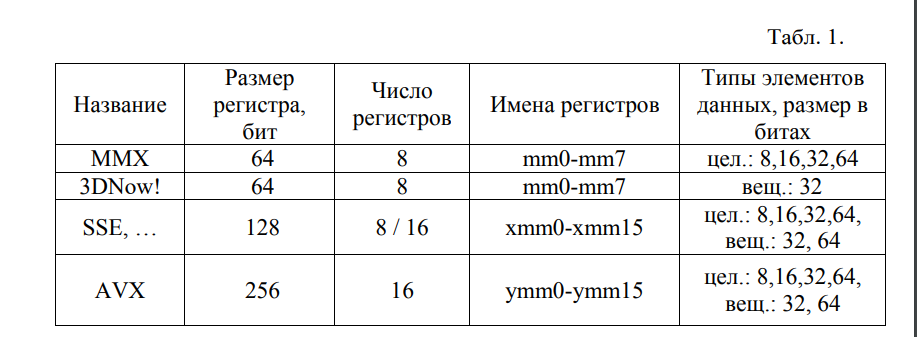 Табл. 1.
Название
Размер
регистра,
бит
Число
регистров
Имена регистров
Типы элементов
данных, размер в
битах
MMX
64
8
mm0-mm7
цел.: 8,16,32,64
3DNow!
64
8
mm0-mm7
вещ.: 32
SSE, …
128
8 / 16
xmm0-xmm15
цел.: 8,16,32,64,
вещ.: 32, 64
AVX
256
16
ymm0-ymm15
цел.: 8,16,32,64,
вещ.: 32, 64